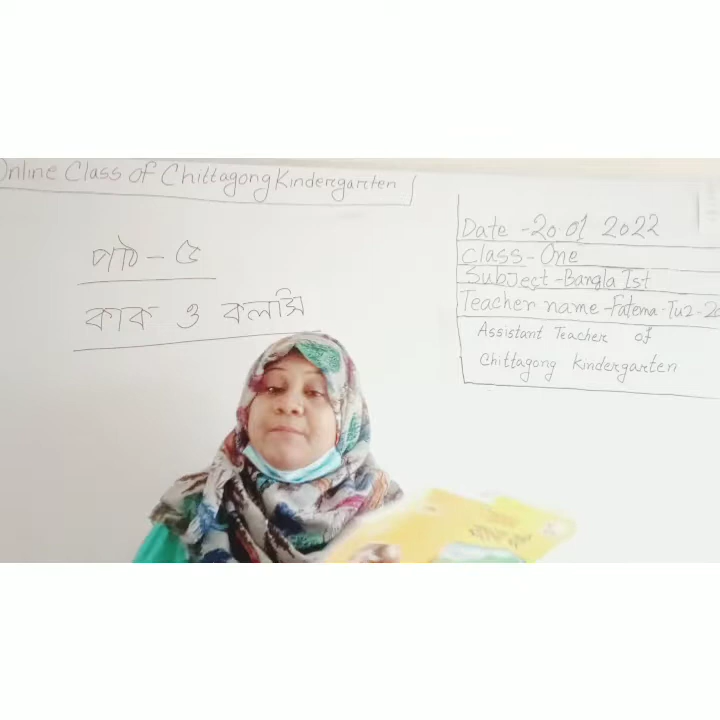 Online Class of Chittagong Kindergarten
পাঠ - ৫
কাক ও কলসি
Date - 20 01 2022
Class - One
Subject - Bangla Ist
Teacher name - Fatema - Tuz -
Assistant Teacher of
Chittagong Kindergarten